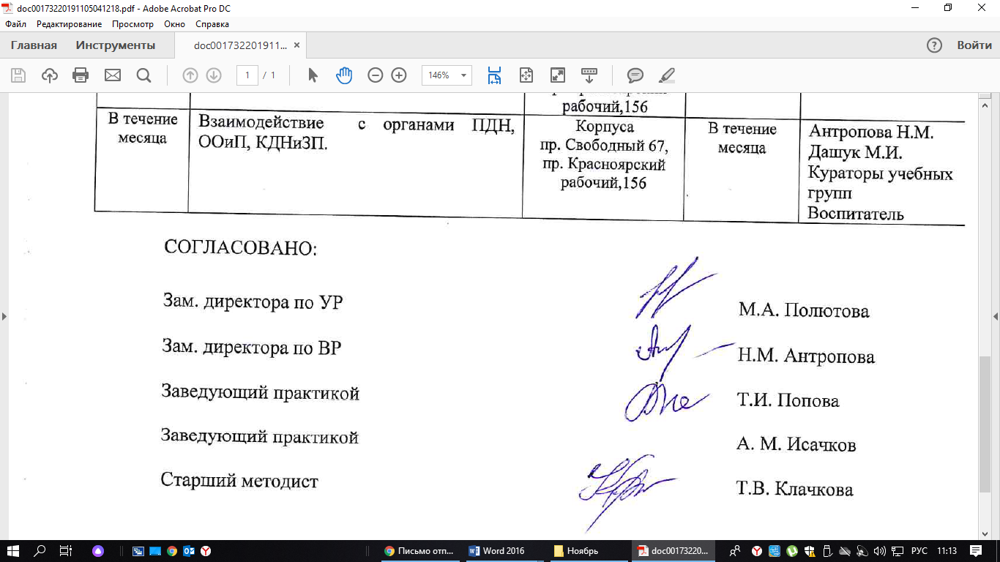 doc00173220191105041218.pdf - Adobe Acrobat Pro DC
Файл Редактирование Просмотр Окно Справка
Главная Инструменты doc001732201911... × Войти
1 / 1 146%
рабочий,156
В течение месяца
Взаимодействие с органами ПДН,
ООиП, КДНиЗП.
Корпуса
пр. Свободный 67,
пр. Красноярский
рабочий,156
В течение
месяца
Антропова Н.М.
Дашук М.И.
Кураторы учебных
групп
Воспитатель
СОГЛАСОВАНО:
Зам. директора по УР М.А. Полютова
Зам. директора по ВР Н.М. Антропова
Заведующий практикой Т.И. Попова
Заведующий практикой А. М. Исачков
Старший методист Т.В. Клачкова
Письмо отп... Word 2016 Ноябрь doc00173220... РУС 11:13